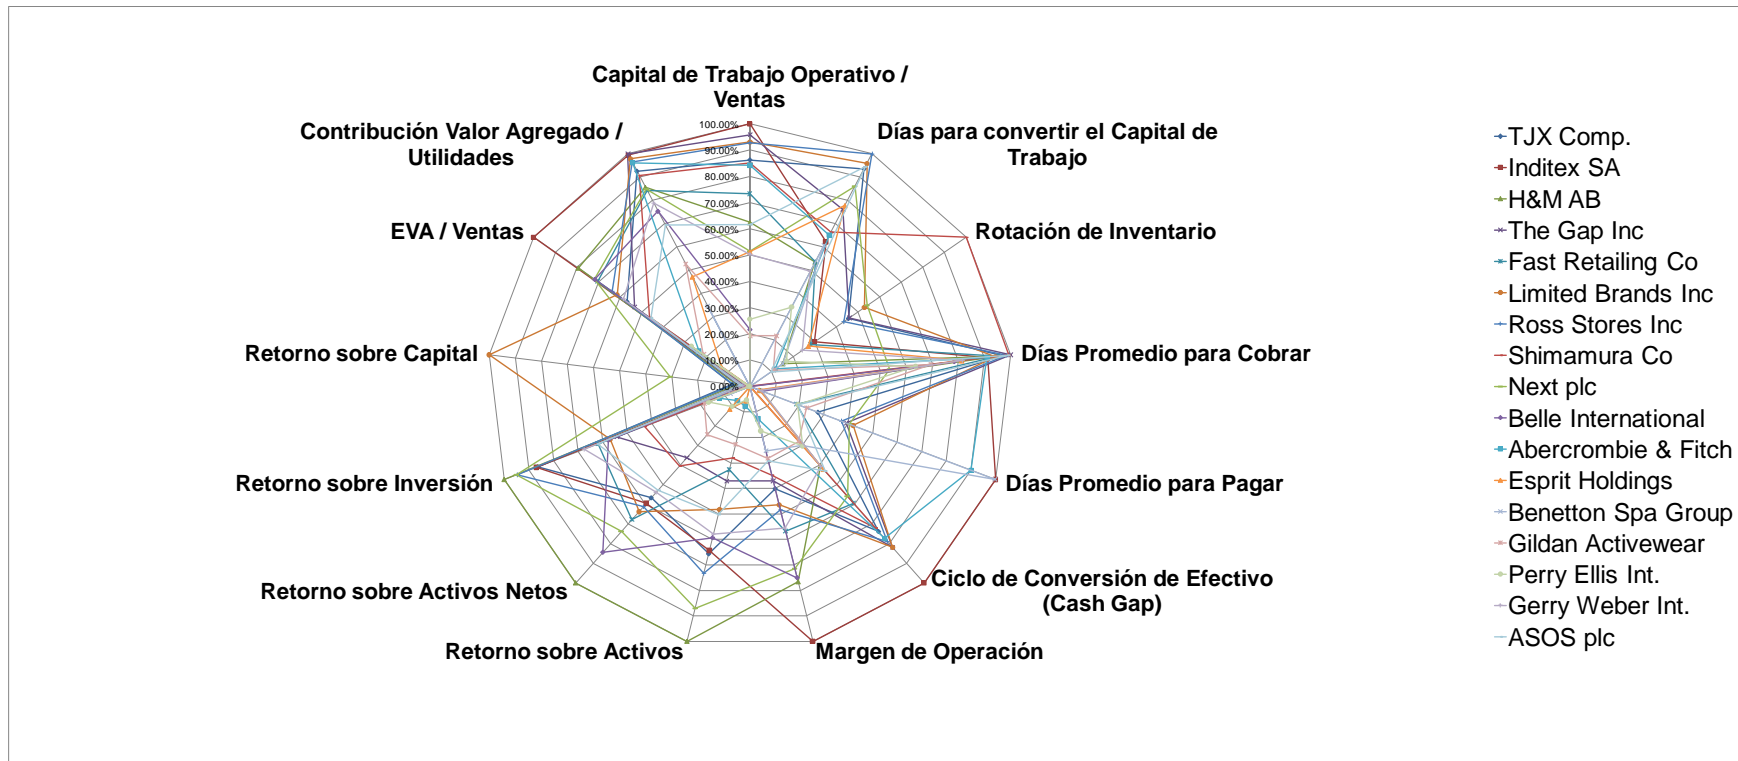 Capital de Trabajo Operativo /
Ventas
Días para convertir el Capital de
Trabajo
Rotación de Inventario
Días Promedio para Cobrar
Días Promedio para Pagar
Ciclo de Conversión de Efectivo
(Cash Gap)
Margen de Operación
Retorno sobre Activos
Retorno sobre Activos Netos
Retorno sobre Inversión
Retorno sobre Capital
EVA / Ventas
Contribución Valor Agregado /
Utilidades
100.00%
90.00%
80.00%
70.00%
60.00%
50.00%
40.00%
30.00%
20.00%
10.00%
0.00%
TJX Comp.
Inditex SA
H&M AB
The Gap Inc
Fast Retailing Co
Limited Brands Inc
Ross Stores Inc
Shimamura Co
Next plc
Belle International
Abercrombie & Fitch
Esprit Holdings
Benetton Spa Group
Gildan Activewear
Perry Ellis Int.
Gerry Weber Int.
ASOS plc